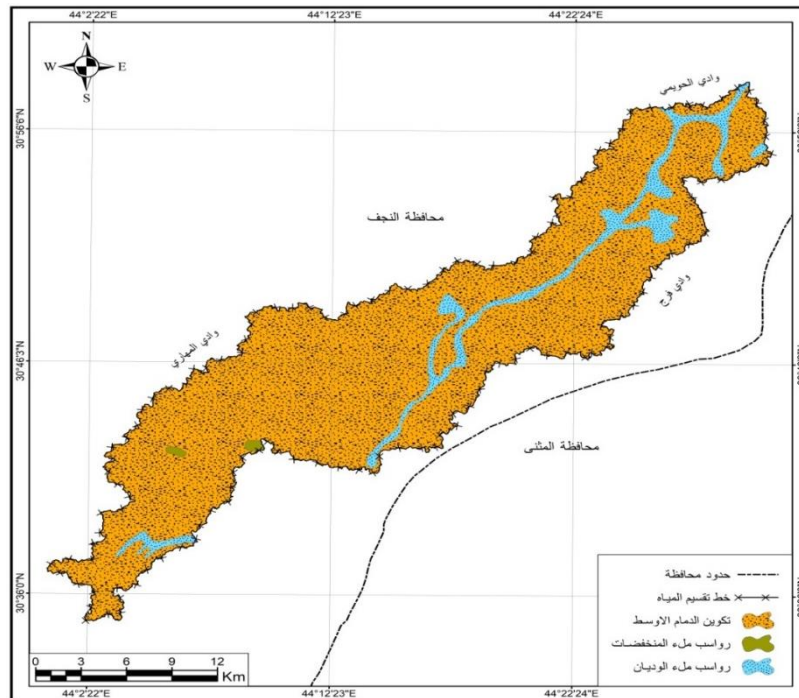 44°2'22"E
44°12'23"E
44°22'24"E
N
W E
S
وادي الحويمي
30°56'6"N
محافظة النجف
وادي فرج
وادي المهاري
30°46'3"N
محافظة المثنى
حدود محافظة
خط تقسيم المياه
تكوين الدمام الاوسط
رواسب ملء المنخفضات
رواسب ملء الوديان
30°36'0"N
0 3 6 9 12
Km
44°2'22"E
44°12'23"E
44°22'24"E